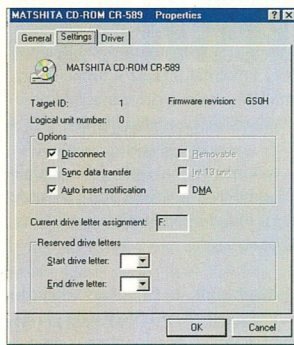 MATSHITA CD-ROM CR-589 Properties
General Settings Driver
MATSHITA CD-ROM CR-589
Target ID: 1 Firmware revision: GS0H
Logical unit number: 0
Options
Disconnect Removable
Sync data transfer Int 13 unit
Auto insert notification DMA
Current drive letter assignment: F:
Reserved drive letters
Start drive letter:
End drive letter:
OK Cancel